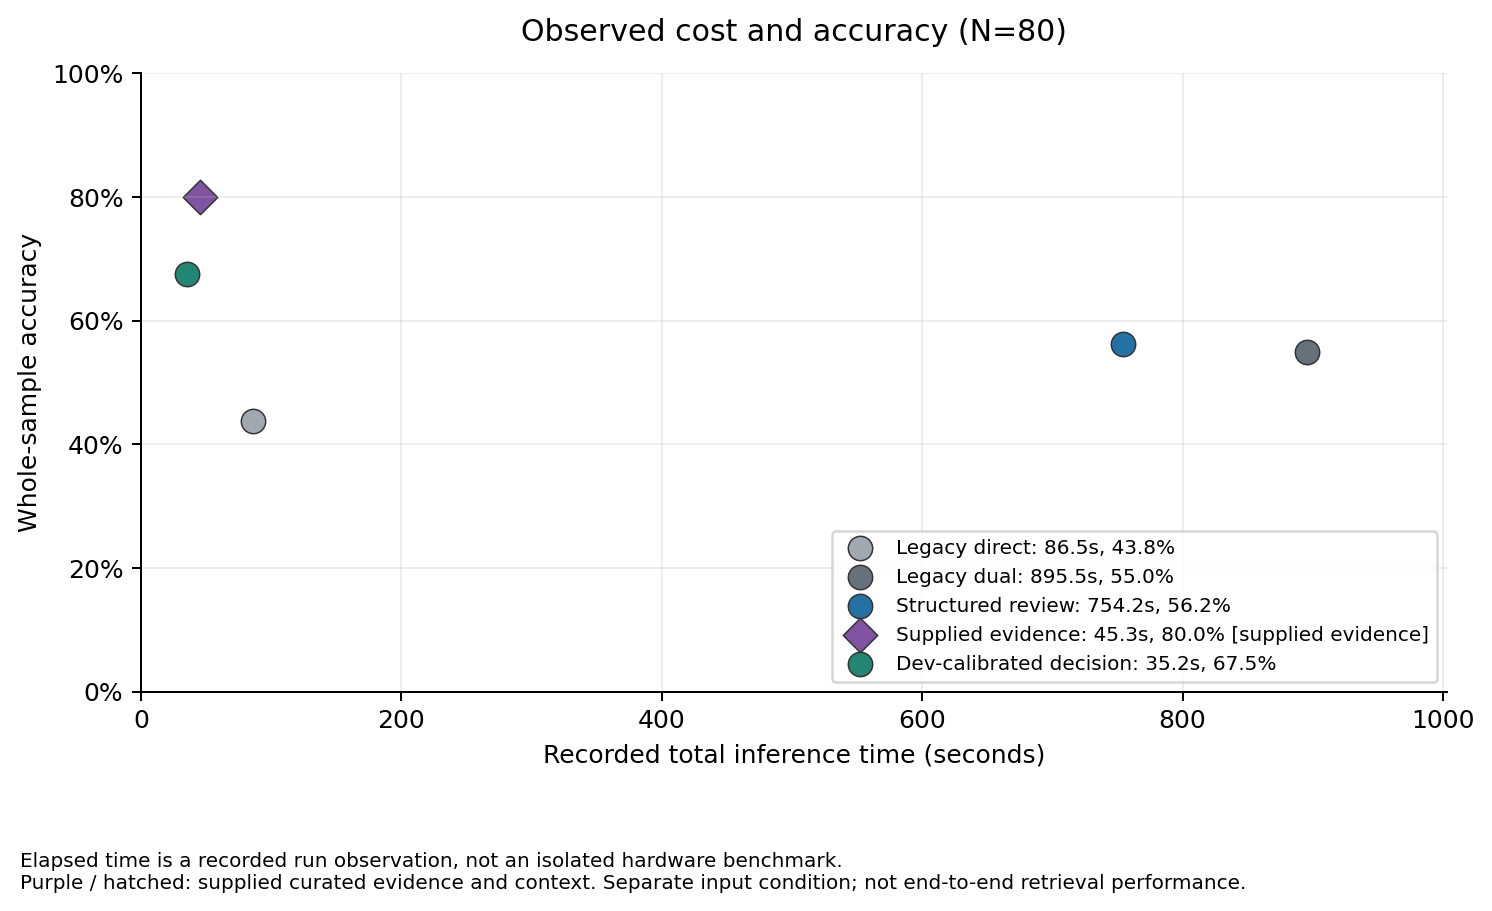 Observed cost and accuracy (N=80)
100%
80%
60%
40%
20%
0%
Whole-sample accuracy
Legacy direct: 86.5s, 43.8%
Legacy dual: 895.5s, 55.0%
Structured review: 754.2s, 56.2%
Supplied evidence: 45.3s, 80.0% [supplied evidence]
Dev-calibrated decision: 35.2s, 67.5%
0 200 400 600 800 1000
Recorded total inference time (seconds)
Elapsed time is a recorded run observation, not an isolated hardware benchmark.
Purple / hatched: supplied curated evidence and context. Separate input condition; not end-to-end retrieval performance.